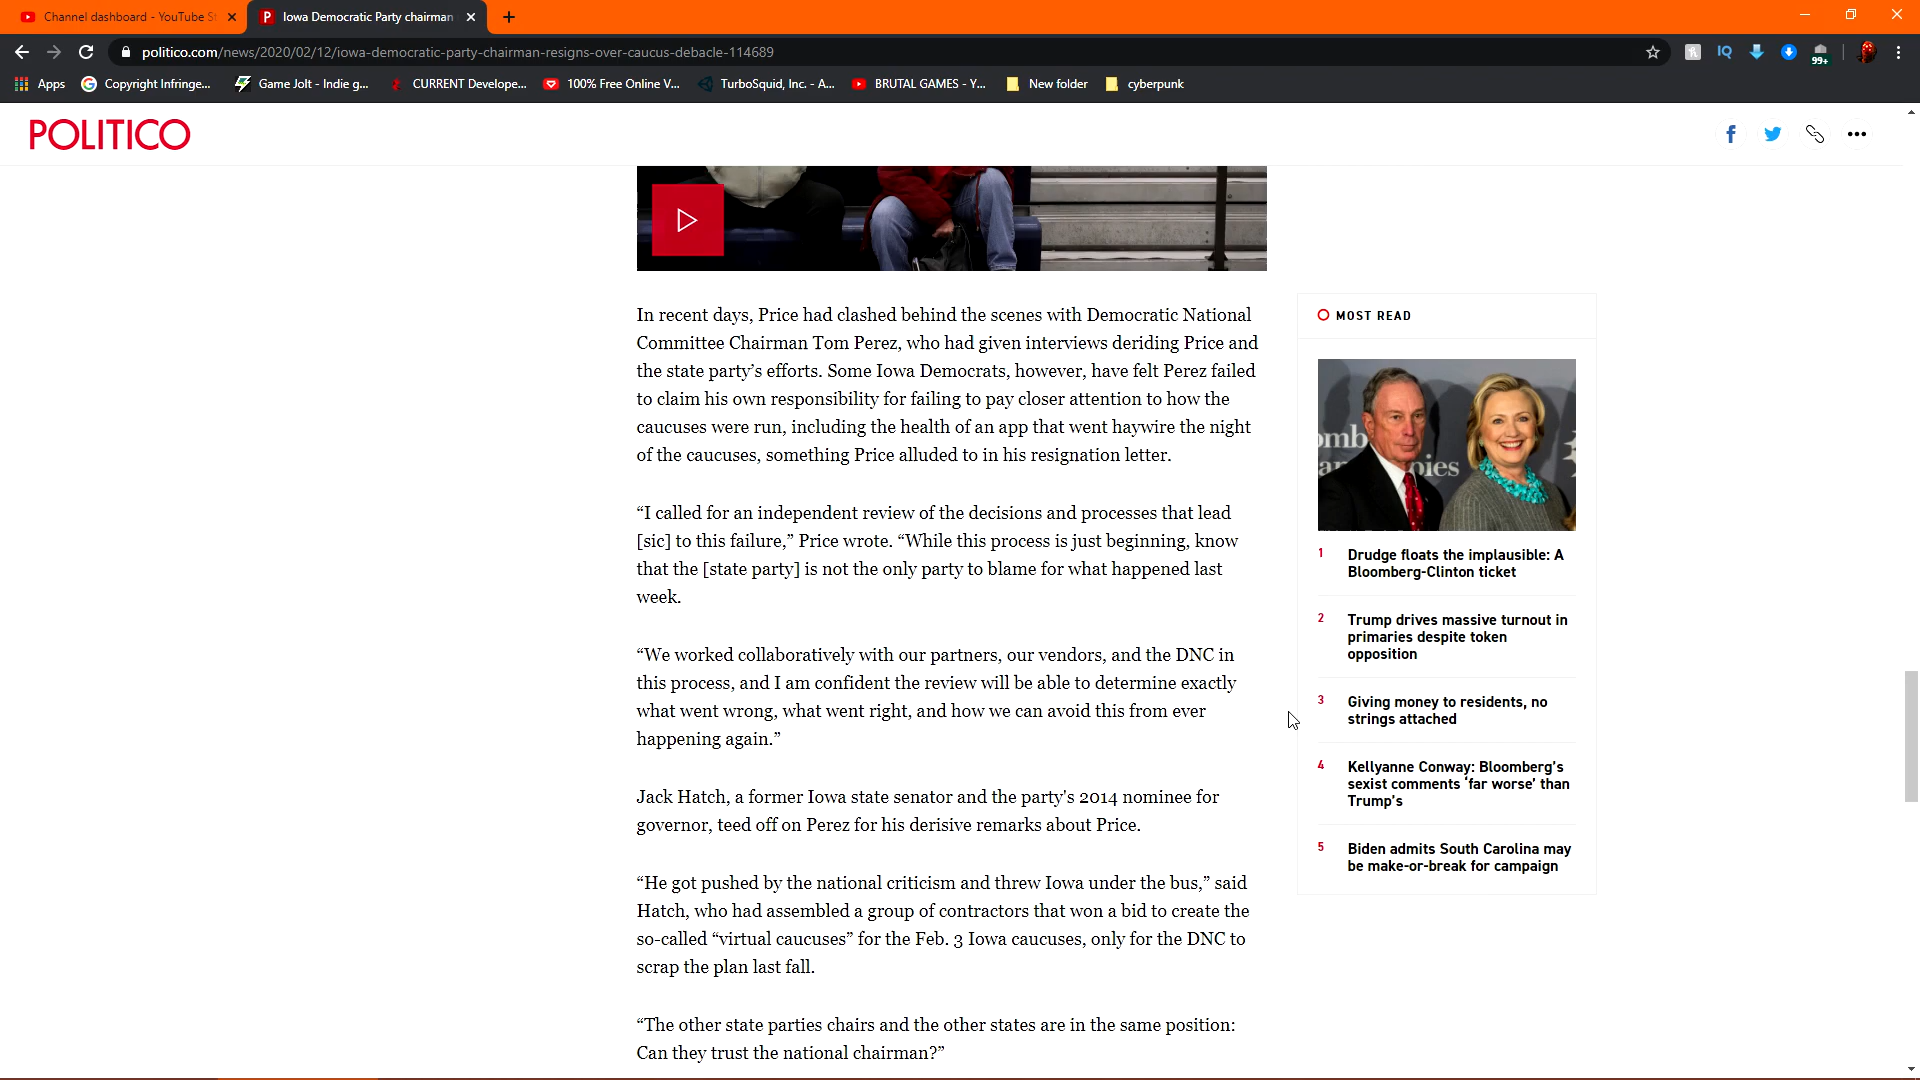 Channel dashboard - YouTube St
Iowa Democratic Party chairman
politico.com/news/2020/02/12/iowa-democratic-party-chairman-resigns-over-caucus-debacle-114689
IQ
99+
Apps
Copyright Infringe...
Game Jolt - Indie g...
CURRENT Develope...
100% Free Online V...
TurboSquid, Inc. - A...
BRUTAL GAMES - Y...
New folder
cyberpunk
POLITICO
In recent days, Price had clashed behind the scenes with Democratic National
Committee Chairman Tom Perez, who had given interviews deriding Price and
the state party’s efforts. Some Iowa Democrats, however, have felt Perez failed
to claim his own responsibility for failing to pay closer attention to how the
caucuses were run, including the health of an app that went haywire the night
of the caucuses, something Price alluded to in his resignation letter.
“I called for an independent review of the decisions and processes that lead
[sic] to this failure,” Price wrote. “While this process is just beginning, know
that the [state party] is not the only party to blame for what happened last
week.
“We worked collaboratively with our partners, our vendors, and the DNC in
this process, and I am confident the review will be able to determine exactly
what went wrong, what went right, and how we can avoid this from ever
happening again.”
Jack Hatch, a former Iowa state senator and the party's 2014 nominee for
governor, teed off on Perez for his derisive remarks about Price.
“He got pushed by the national criticism and threw Iowa under the bus,” said
Hatch, who had assembled a group of contractors that won a bid to create the
so-called “virtual caucuses” for the Feb. 3 Iowa caucuses, only for the DNC to
scrap the plan last fall.
“The other state parties chairs and the other states are in the same position:
Can they trust the national chairman?”
MOST READ
omb
an
pies
1 Drudge floats the implausible: A
Bloomberg-Clinton ticket
2 Trump drives massive turnout in
primaries despite token
opposition
3 Giving money to residents, no
strings attached
4 Kellyanne Conway: Bloomberg’s
sexist comments ‘far worse’ than
Trump’s
5 Biden admits South Carolina may
be make-or-break for campaign